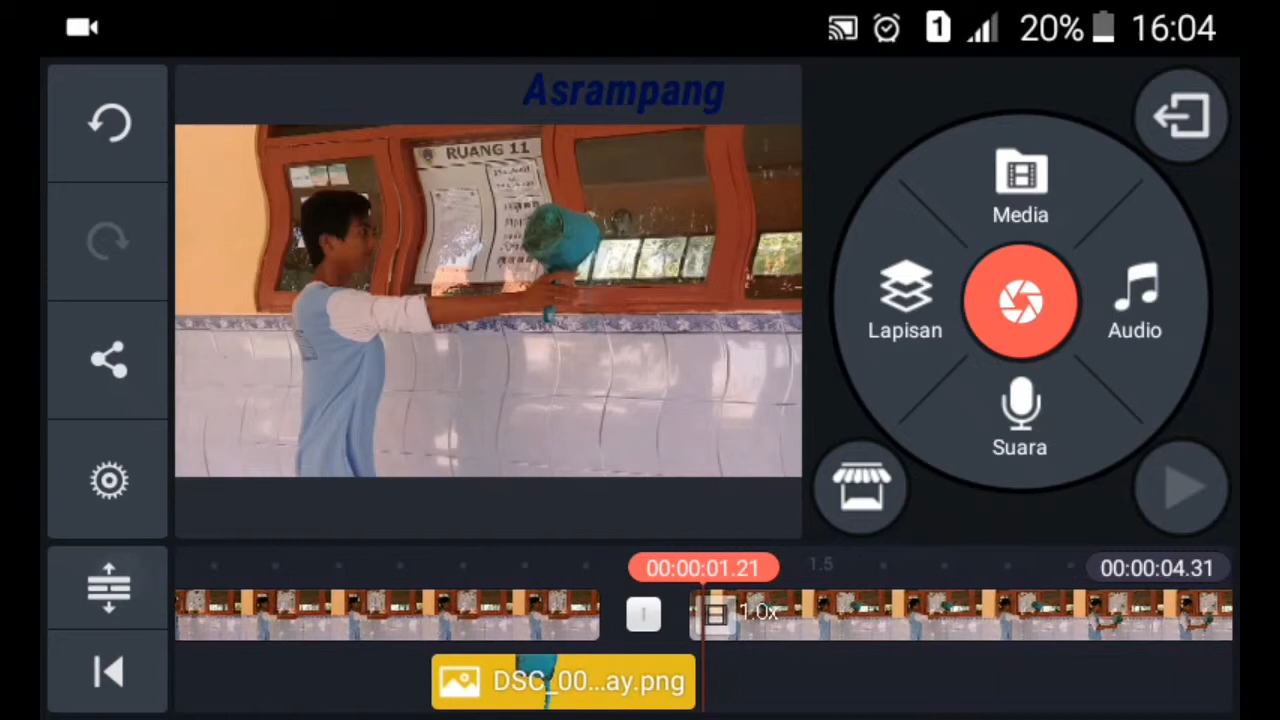 1 20% 16:04
Asrampang
RUANG 11
Media
Lapisan
Audio
Suara
00:00:01.21
1.5
00:00:04.31
1.0x
DSC_00...ay.png